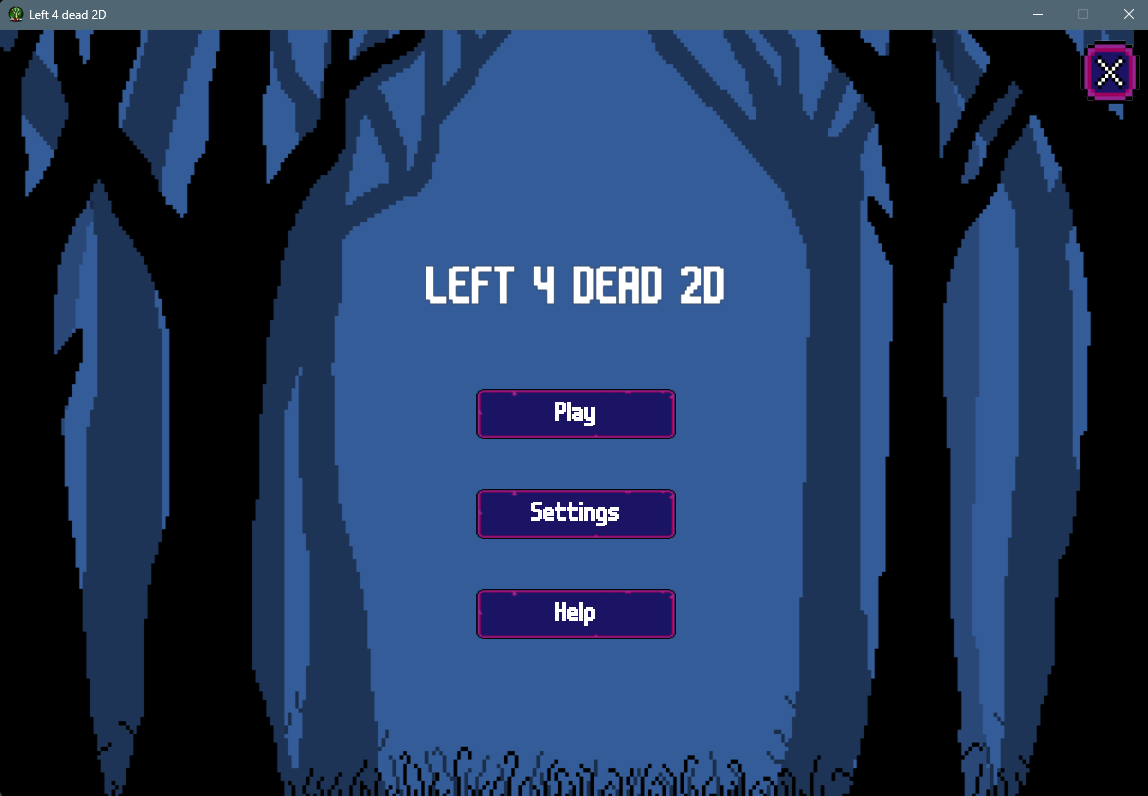 Left 4 dead 2D
LEFT 4 DEAD 2D
Play
Settings
Help